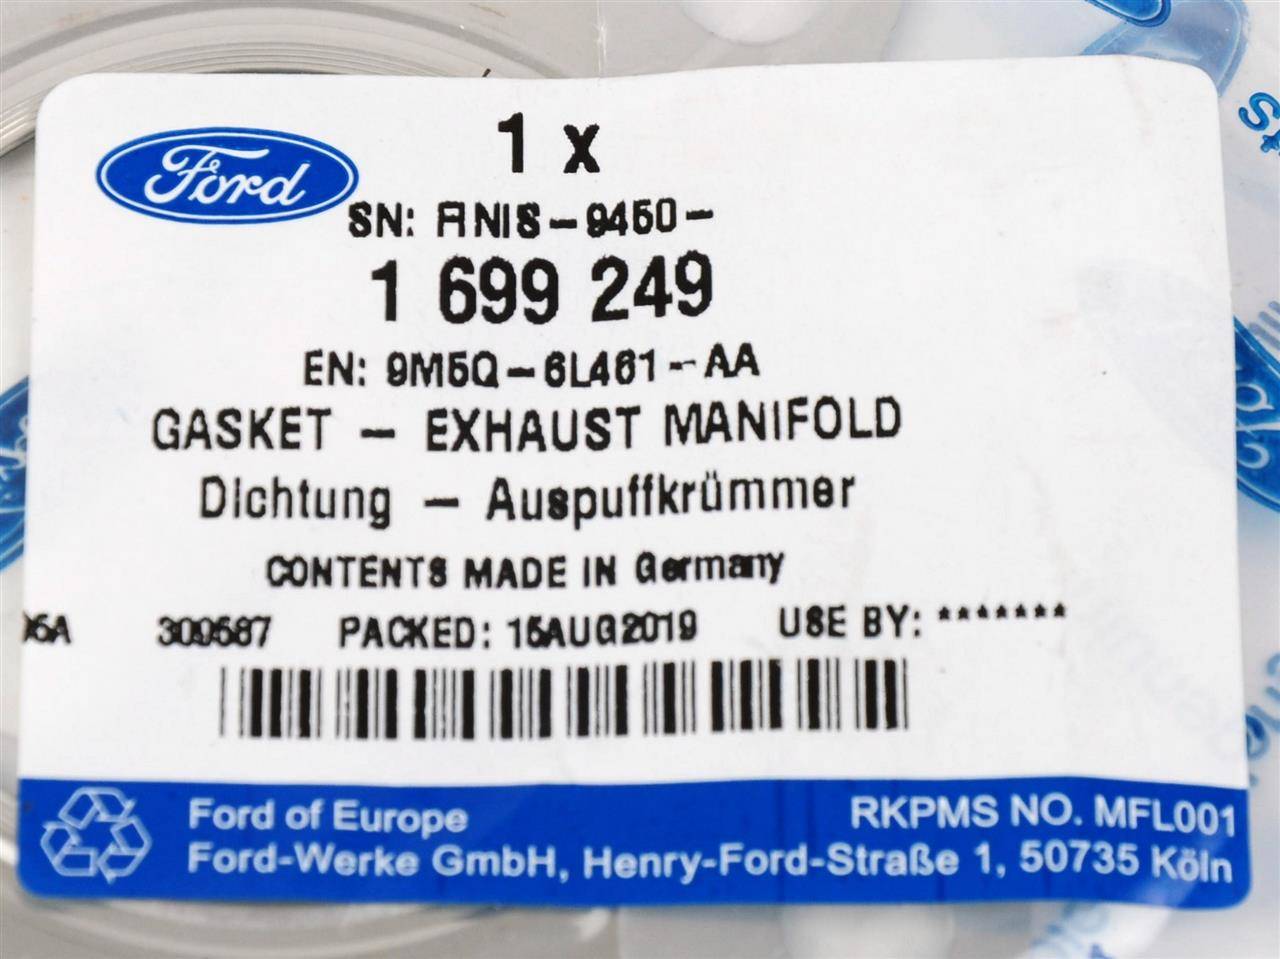 Ford
1 x
SN: FINIS-9450-
1 699 249
EN: 9M5Q-6L461-AA
GASKET - EXHAUST MANIFOLD
Dichtung - Auspuffkrümmer
CONTENTS MADE IN Germany
309587 PACKED: 15AUG2019 USE BY: *******
Ford of Europe RKPMS NO. MFL001
Ford-Werke GmbH, Henry-Ford-Straße 1, 50735 Köln